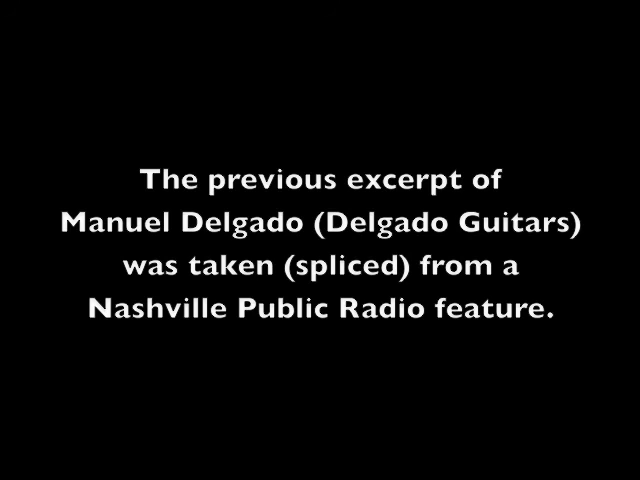 The previous excerpt of
Manuel Delgado (Delgado Guitars)
was taken (spliced) from a
Nashville Public Radio feature.